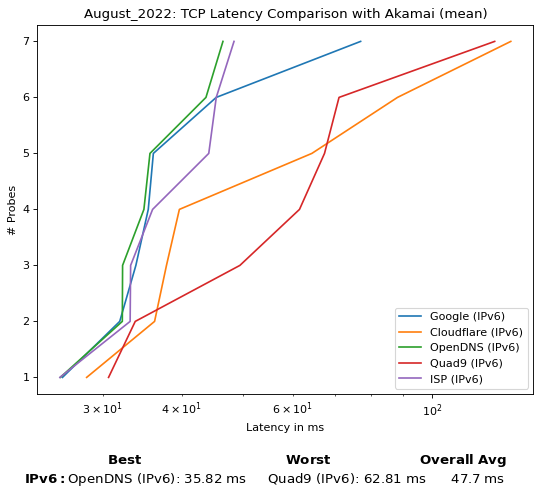 August_2022: TCP Latency Comparison with Akamai (mean)
# Probes
7
6
5
4
3
2
1
Google (IPv6)
Cloudflare (IPv6)
OpenDNS (IPv6)
Quad9 (IPv6)
ISP (IPv6)
3 × 10¹ 4 × 10¹ 6 × 10¹ 10²
Latency in ms
Best Worst Overall Avg
IPv6: OpenDNS (IPv6): 35.82 ms Quad9 (IPv6): 62.81 ms 47.7 ms